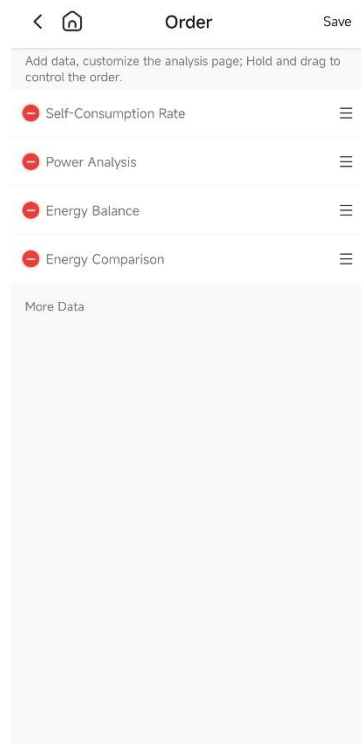 Order
Save
Add data, customize the analysis page; Hold and drag to
control the order.
Self-Consumption Rate
Power Analysis
Energy Balance
Energy Comparison
More Data